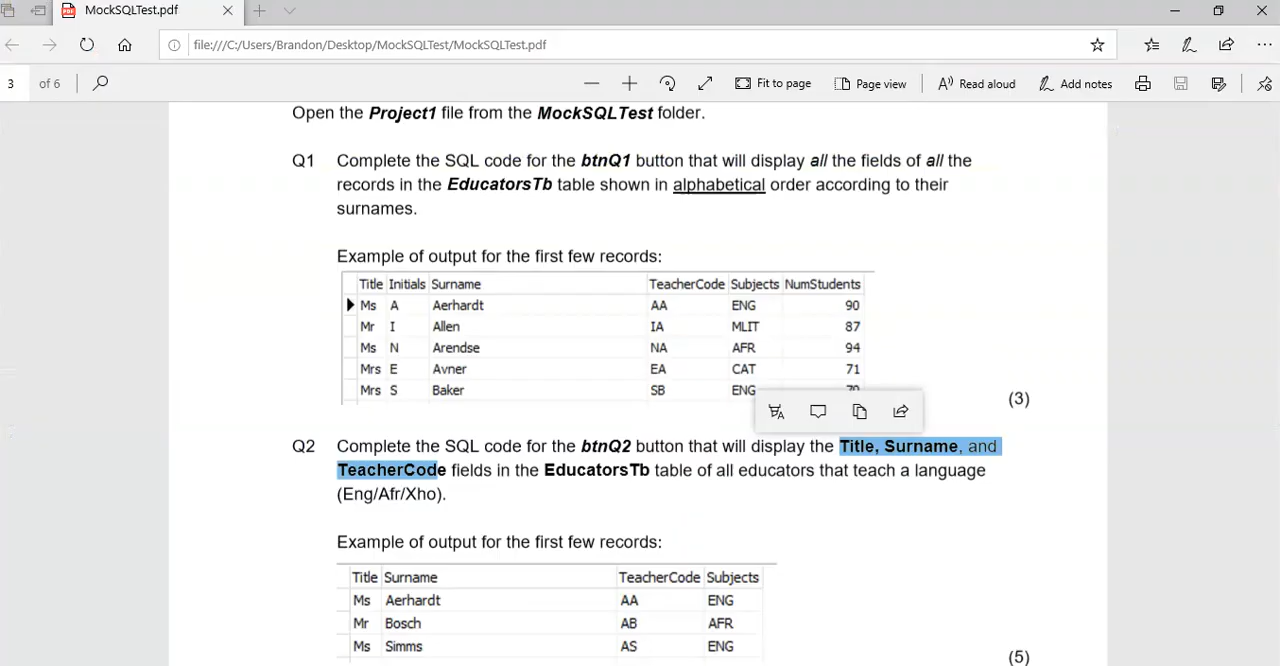 MockSQLTest.pdf
file:///C:/Users/Brandon/Desktop/MockSQLTest/MockSQLTest.pdf
3 of 6 Fit to page Page view Read aloud Add notes
Open the Project1 file from the MockSQLTest folder.
Q1 Complete the SQL code for the btnQ1 button that will display all the fields of all the
records in the EducatorsTb table shown in alphabetical order according to their
surnames.
Example of output for the first few records:
Title Initials Surname TeacherCode Subjects NumStudents
Ms A Aerhardt AA ENG 90
Mr I Allen IA MLIT 87
Ms N Arendse NA AFR 94
Mrs E Avner EA CAT 71
Mrs S Baker SB ENG
(3)
Q2 Complete the SQL code for the btnQ2 button that will display the Title, Surname, and
TeacherCode fields in the EducatorsTb table of all educators that teach a language
(Eng/Afr/Xho).
Example of output for the first few records:
Title Surname TeacherCode Subjects
Ms Aerhardt AA ENG
Mr Bosch AB AFR
Ms Simms AS ENG
(5)